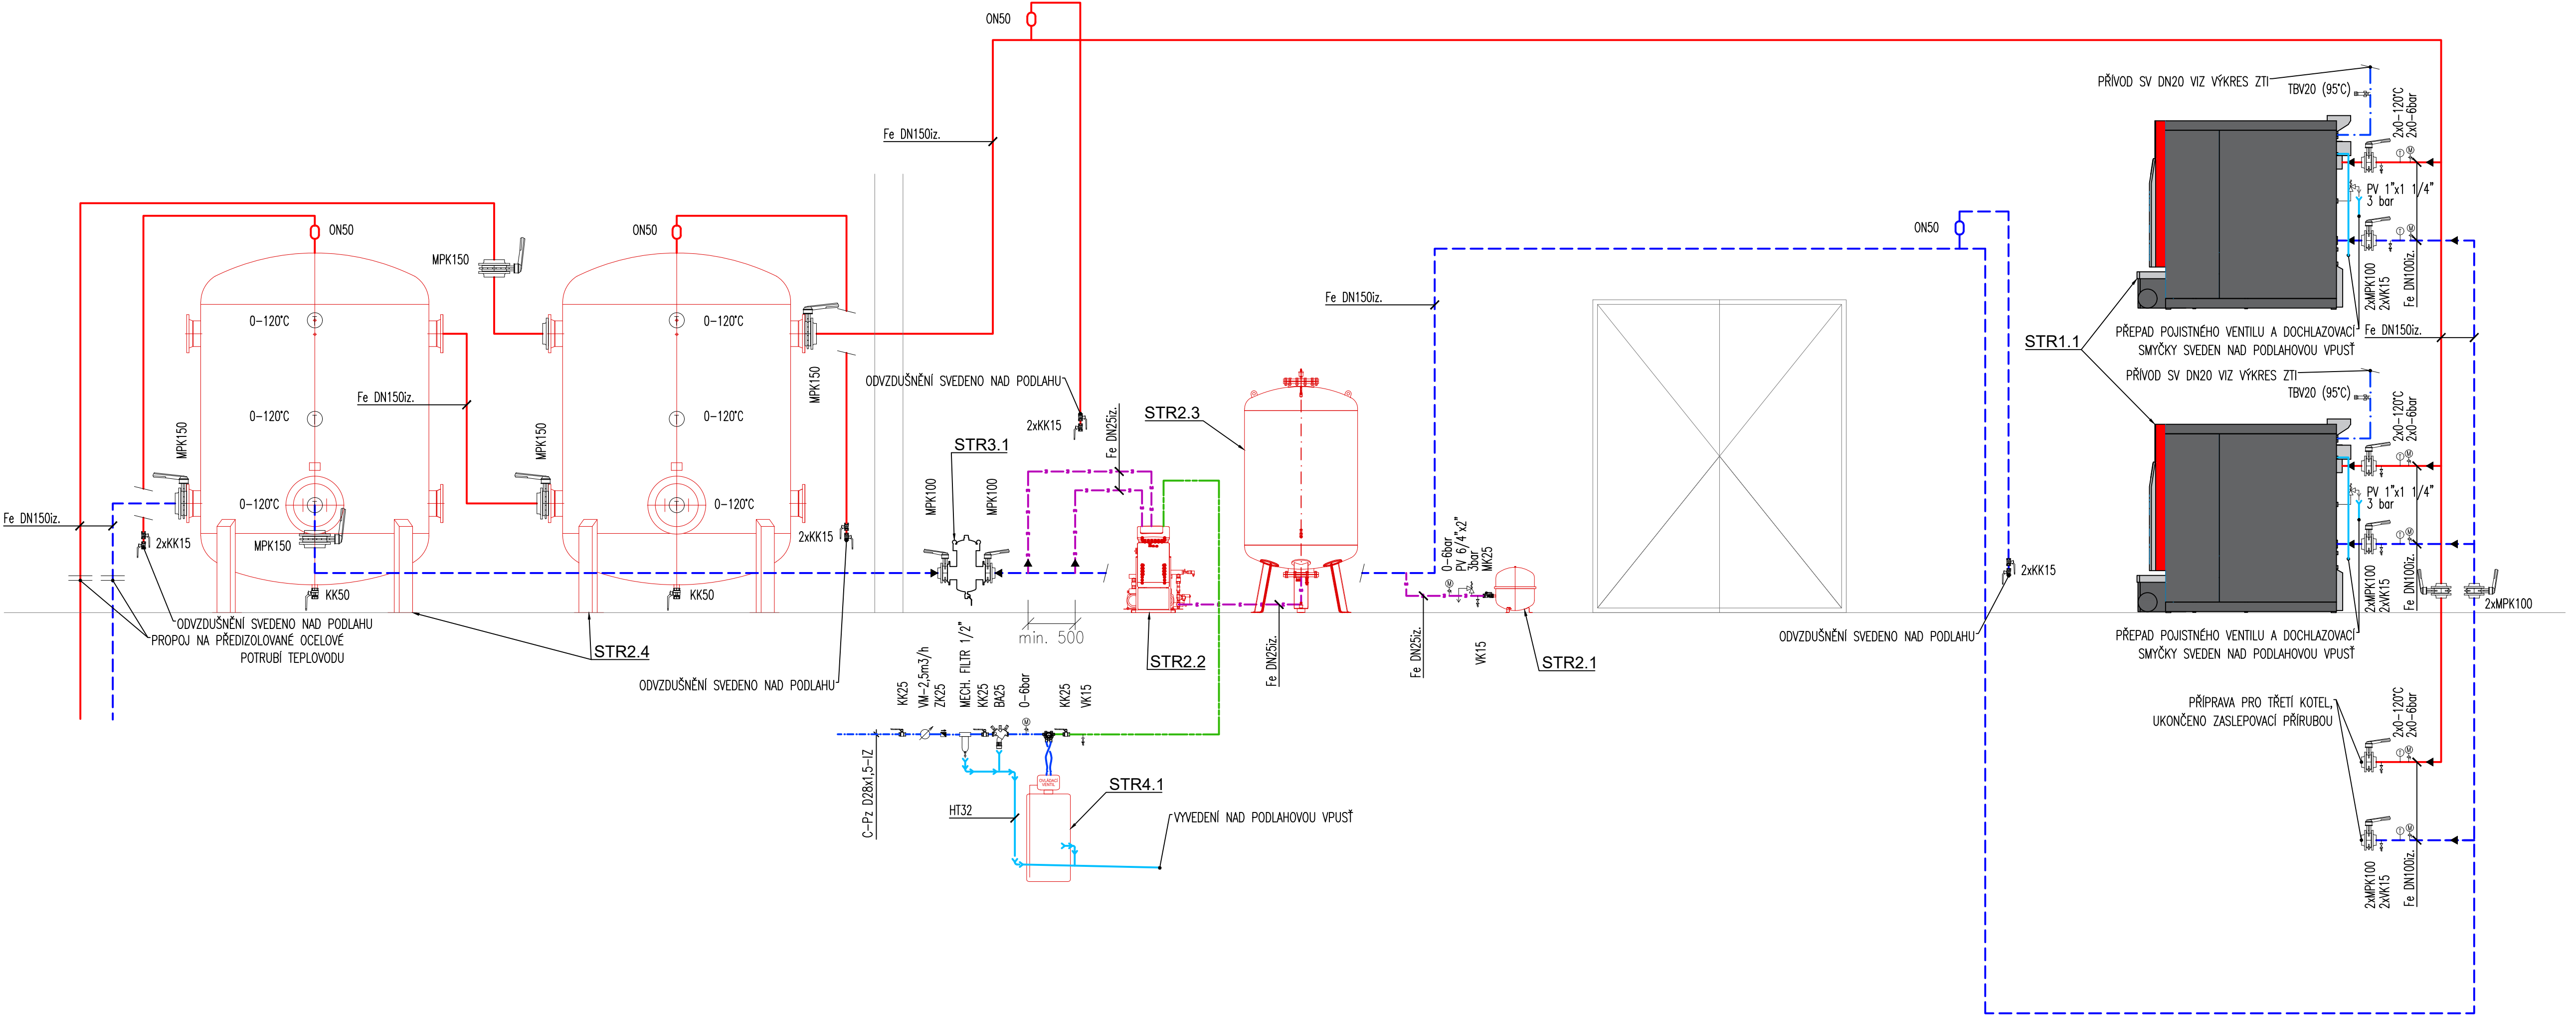 ON50
PŘÍVOD SV DN20 VIZ VÝKRES ZTI
TBV20 (95°C)
2x0-120°C
2x0-6bar
T
M
PV 1"x1 1/4"
3 bar
T
M
2xMPK100
2xVK15
Fe DN100iz.
PŘEPAD POJISTNÉHO VENTILU A DOCHLAZOVACÍ
SMYČKY SVEDEN NAD PODLAHOVOU VPUSŤ
Fe DN150iz.
STR1.1
PŘÍVOD SV DN20 VIZ VÝKRES ZTI
TBV20 (95°C)
2x0-120°C
2x0-6bar
T
M
PV 1"x1 1/4"
3 bar
T
M
2xMPK100
2xVK15
Fe DN100iz.
2xMPK100
PŘEPAD POJISTNÉHO VENTILU A DOCHLAZOVACÍ
SMYČKY SVEDEN NAD PODLAHOVOU VPUSŤ
PŘÍPRAVA PRO TŘETÍ KOTEL,
UKONČENO ZASLEPOVACÍ PŘÍRUBOU
2x0-120°C
2x0-6bar
T
M
T
M
2xMPK100
2xVK15
Fe DN100iz.
Fe DN150iz.
ON50
ON50
ON50
MPK150
0-120°C
0-120°C
T
T
0-120°C
0-120°C
T
T
0-120°C
0-120°C
T
T
MPK150
MPK150
MPK150
MPK150
Fe DN150iz.
Fe DN150iz.
Fe DN150iz.
2xKK15
2xKK15
KK50
KK50
ODVZDUŠNĚNÍ SVEDENO NAD PODLAHU
PROPOJ NA PŘEDIZOLOVANÉ OCELOVÉ
POTRUBÍ TEPLOVODU
STR2.4
ODVZDUŠNĚNÍ SVEDENO NAD PODLAHU
ODVZDUŠNĚNÍ SVEDENO NAD PODLAHU
2xKK15
STR3.1
MPK100
MPK100
Fe DN25iz.
STR2.3
min. 500
STR2.2
Fe DN25iz.
Fe DN25iz.
0-6bar
PV 6/4"x2"
3bar
MK25
M
VK15
STR2.1
2xKK15
ODVZDUŠNĚNÍ SVEDENO NAD PODLAHU
KK25
VM-2,5m3/h
ZK25
MECH. FILTR 1/2"
KK25
BA25
0-6bar
KK25
VK15
M
C-Pz D28x1,5-IZ
HT32
OVLÁDACÍ
VENTIL
STR4.1
VYVEDENÍ NAD PODLAHOVOU VPUSŤ